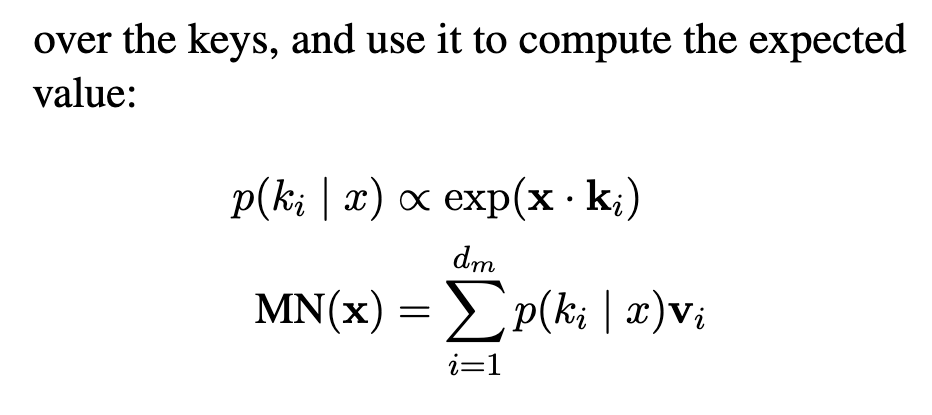 over the keys, and use it to compute the expected
value:
p(k_i | x) ∝ exp(𝐱 · 𝐤_i)
MN(𝐱) = ∑_{i=1}^{d_m} p(k_i | x)𝐯_i